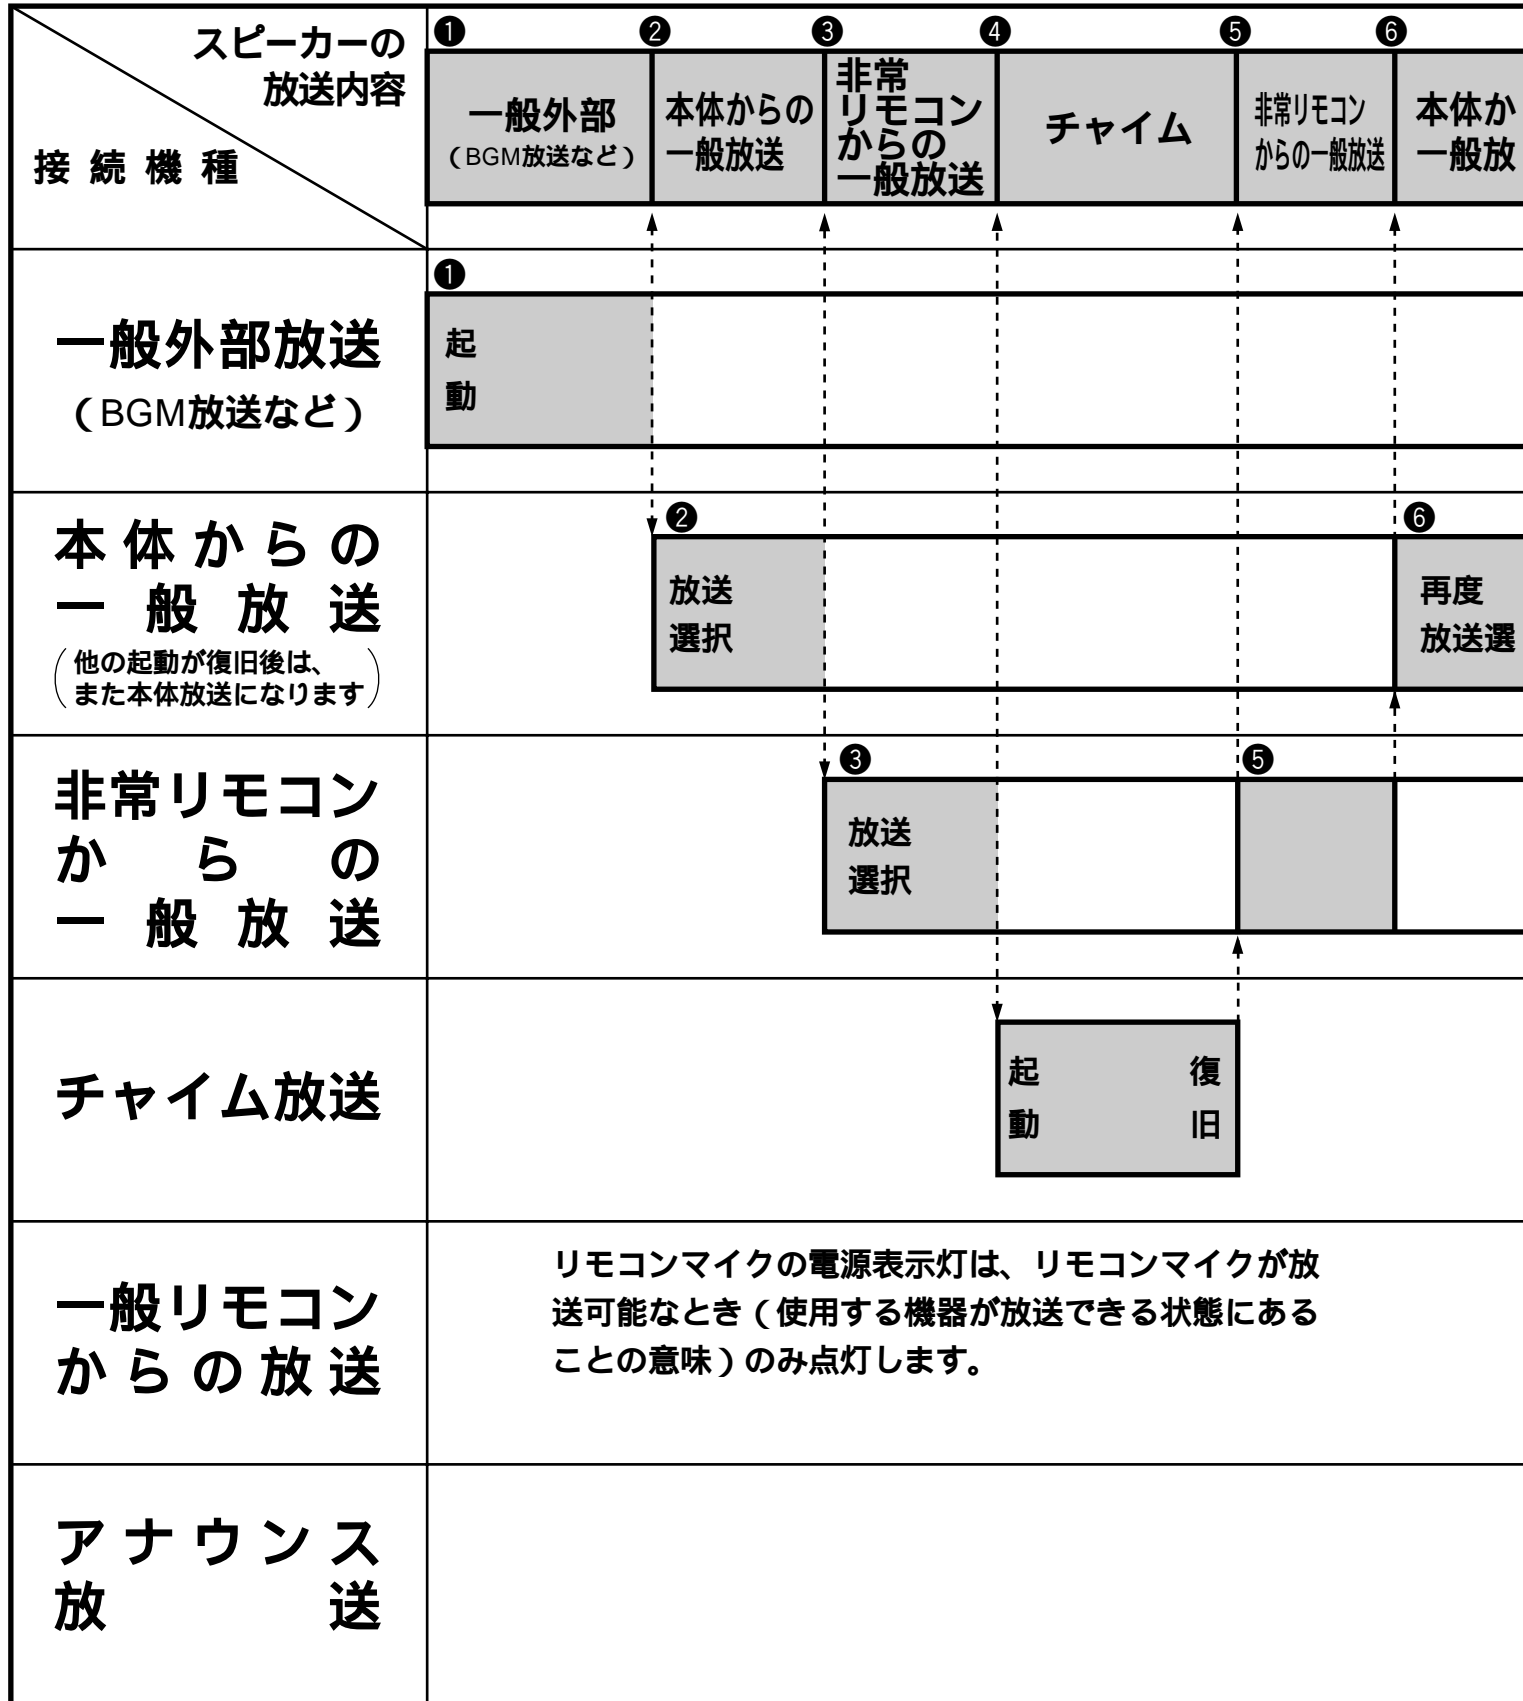 スピーカーの
放送内容
接続機種
❶ ❷ ❸ ❹ ❺ ❻
一般外部
（BGM放送など）
本体からの
一般放送
非常
リモコン
からの
一般放送
チャイム
非常リモコン
からの一般放送
本体か
一般放
一般外部放送
（BGM放送など）
❶
起
動
本体からの
一般放送
他の起動が復旧後は、
また本体放送になります
❷
放送
選択
❻
再度
放送選
非常リモコン
からの
一般放送
❸
放送
選択
❺
チャイム放送
起 復
動 旧
一般リモコン
からの放送
リモコンマイクの電源表示灯は、リモコンマイクが放
送可能なとき（使用する機器が放送できる状態にある
ことの意味）のみ点灯します。
アナウンス
放送